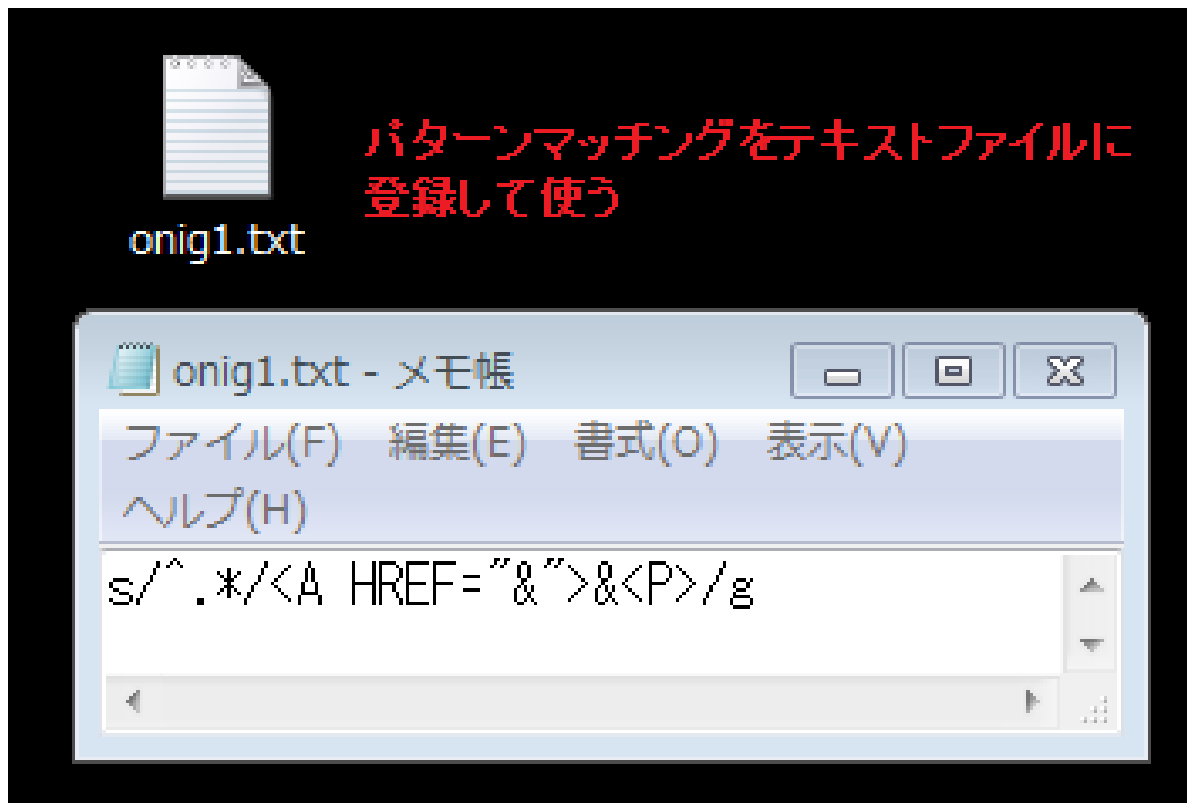 パターンマッチングをテキストファイルに
登録して使う
onig1.txt
onig1.txt - メモ帳
ファイル(F) 編集(E) 書式(O) 表示(V)
ヘルプ(H)
s/^.*/<A HREF="&">&<P>/g